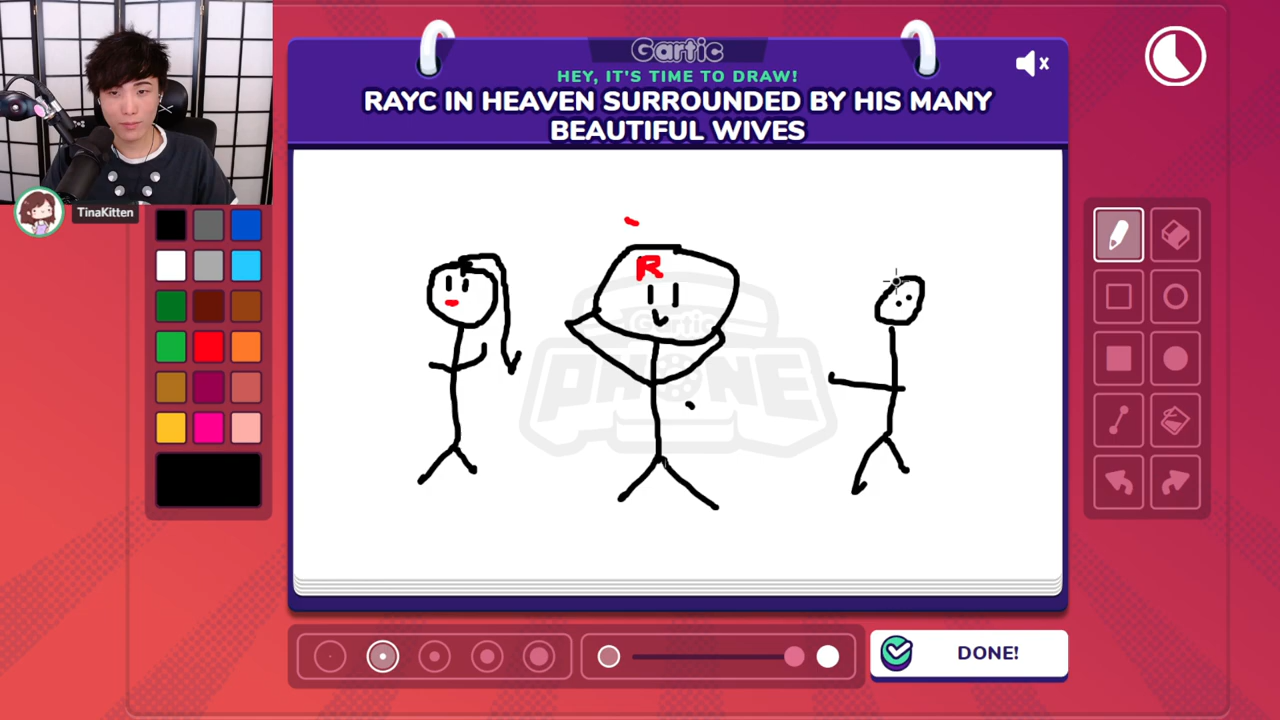 Gartic
HEY, IT'S TIME TO DRAW!
RAYC IN HEAVEN SURROUNDED BY HIS MANY
BEAUTIFUL WIVES
TinaKitten
R
Gartic
PHONE
DONE!